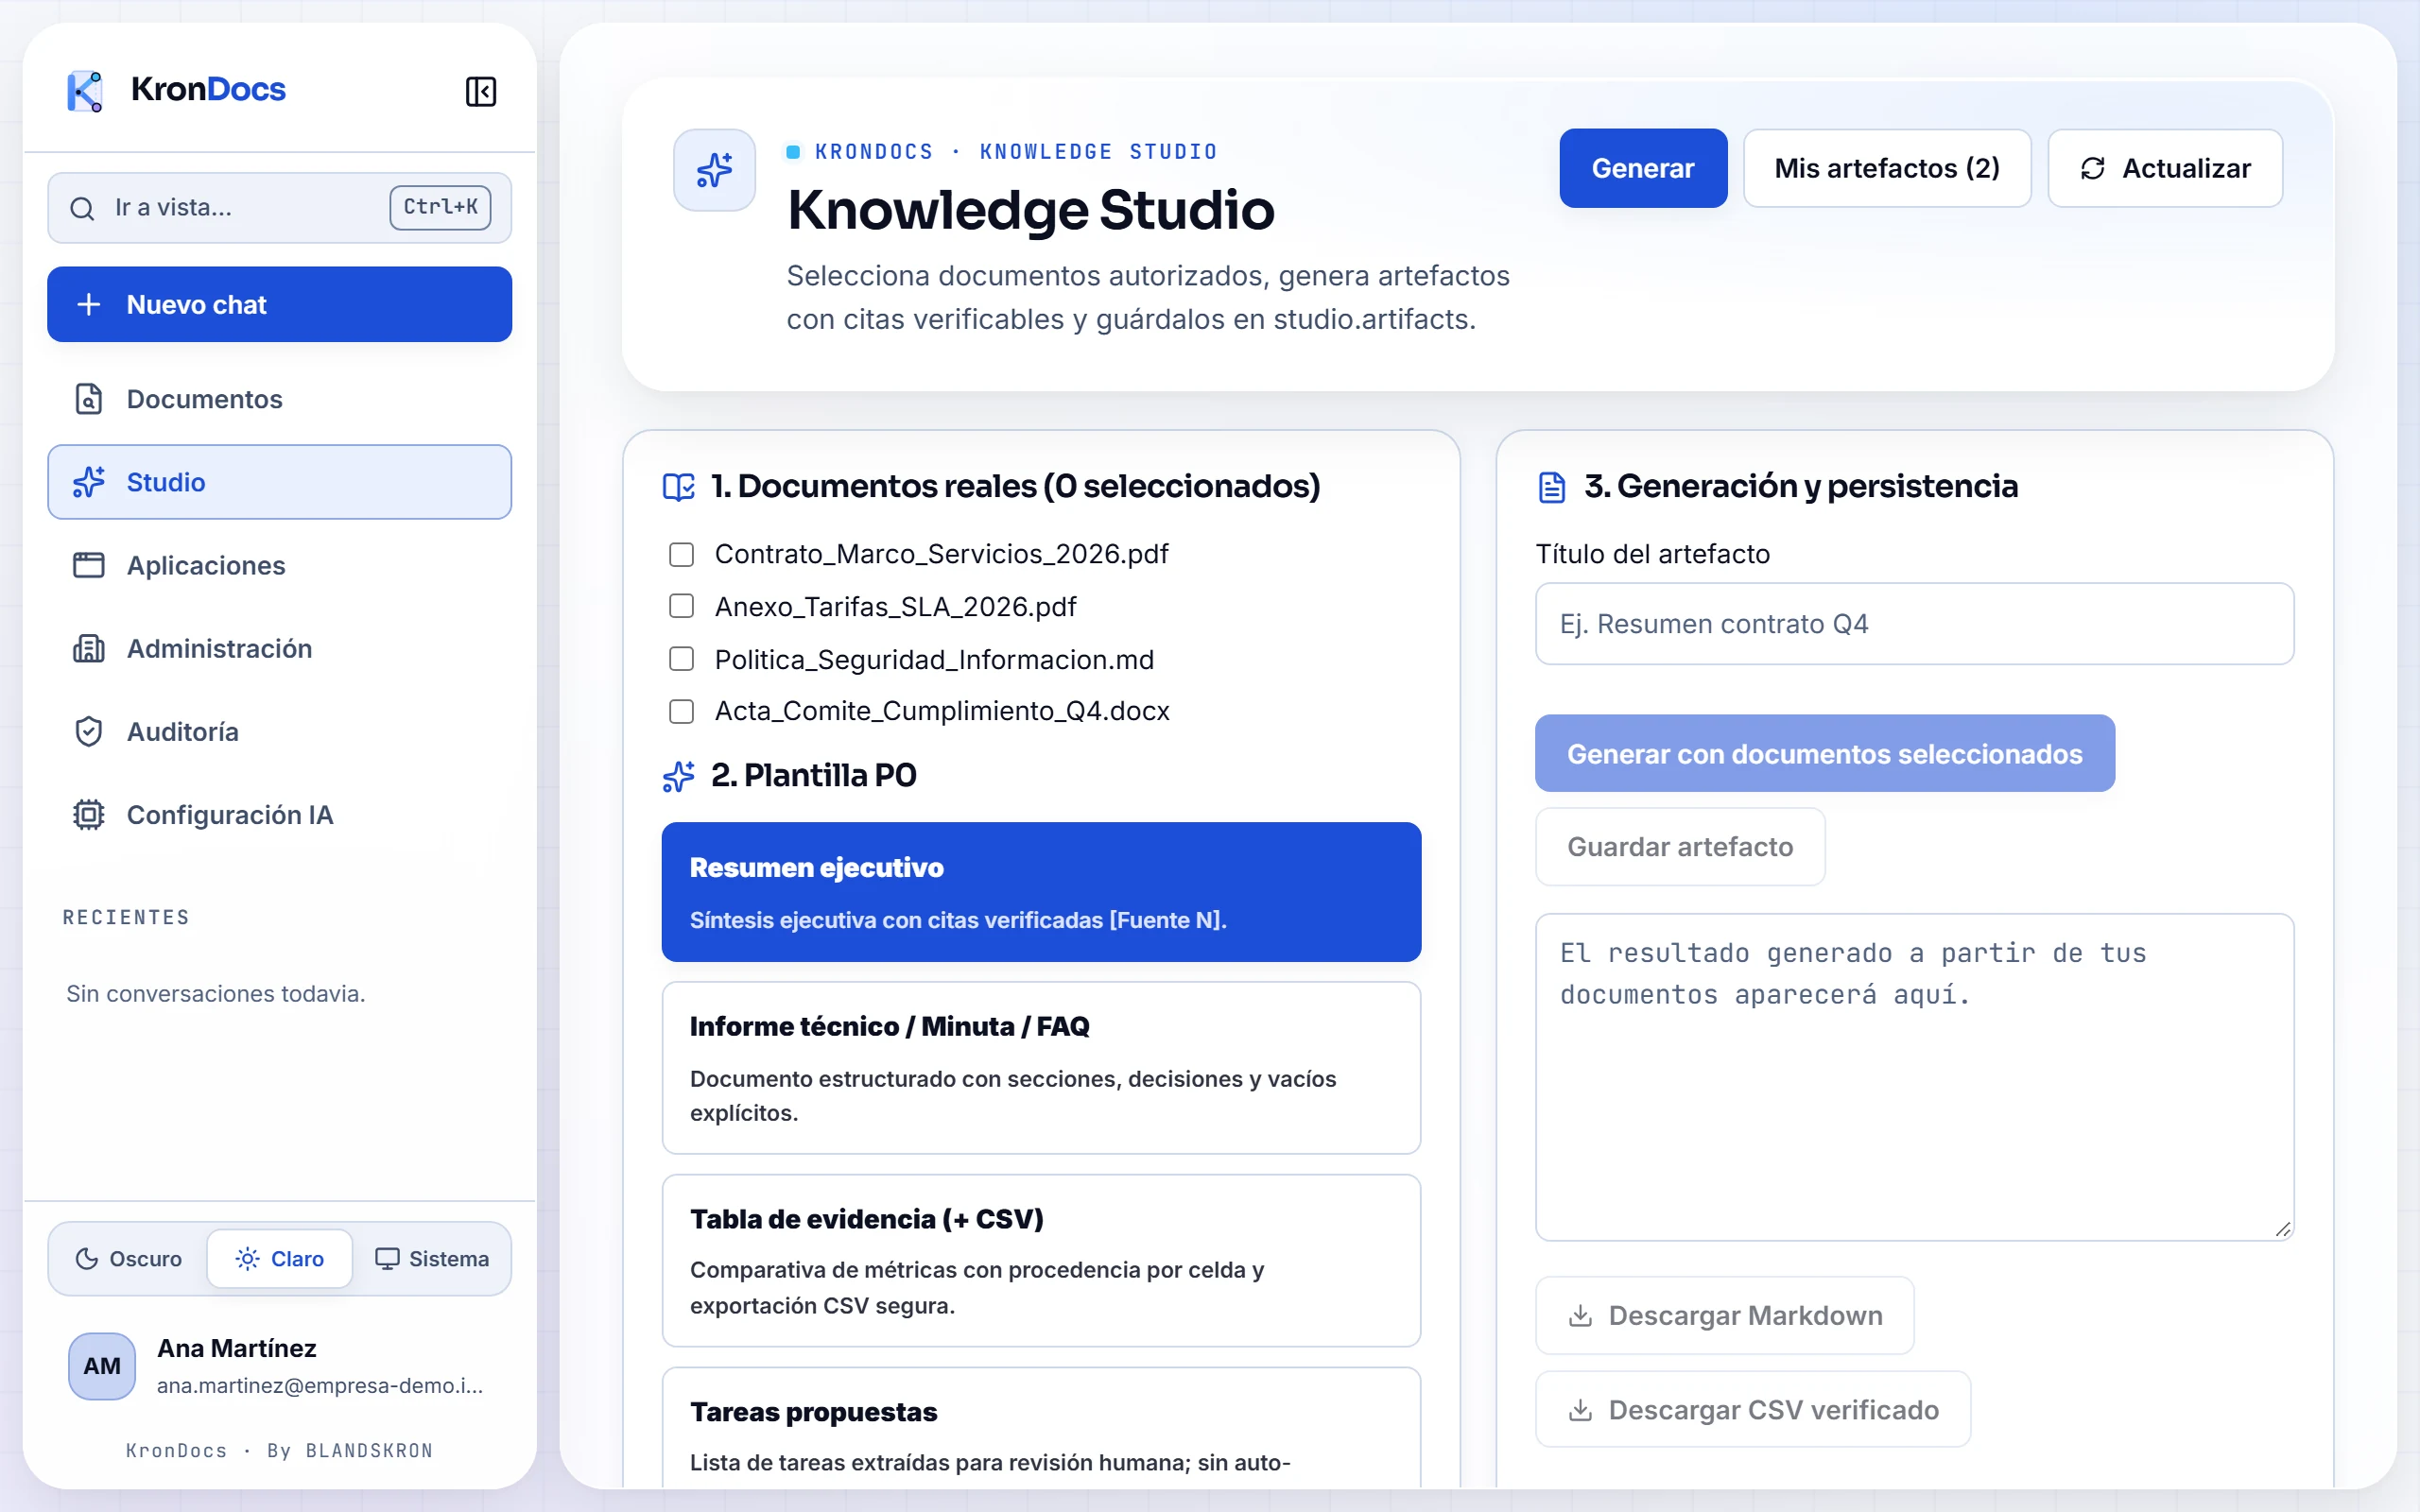 KronDocs
Ir a vista...
Ctrl+K
Nuevo chat
Documentos
Studio
Aplicaciones
Administración
Auditoría
Configuración IA
RECIENTES
Sin conversaciones todavia.
Oscuro
Claro
Sistema
AM
Ana Martínez
ana.martinez@empresa-demo.i...
KronDocs · By BLANDSKRON
KRONDOCS · KNOWLEDGE STUDIO
Knowledge Studio
Selecciona documentos autorizados, genera artefactos
con citas verificables y guárdalos en studio.artifacts.
Generar
Mis artefactos (2)
Actualizar
1. Documentos reales (0 seleccionados)
Contrato_Marco_Servicios_2026.pdf
Anexo_Tarifas_SLA_2026.pdf
Politica_Seguridad_Informacion.md
Acta_Comite_Cumplimiento_Q4.docx
2. Plantilla P0
Resumen ejecutivo
Síntesis ejecutiva con citas verificadas [Fuente N].
Informe técnico / Minuta / FAQ
Documento estructurado con secciones, decisiones y vacíos
explícitos.
Tabla de evidencia (+ CSV)
Comparativa de métricas con procedencia por celda y
exportación CSV segura.
Tareas propuestas
Lista de tareas extraídas para revisión humana; sin auto-
3. Generación y persistencia
Título del artefacto
Ej. Resumen contrato Q4
Generar con documentos seleccionados
Guardar artefacto
El resultado generado a partir de tus
documentos aparecerá aquí.
Descargar Markdown
Descargar CSV verificado